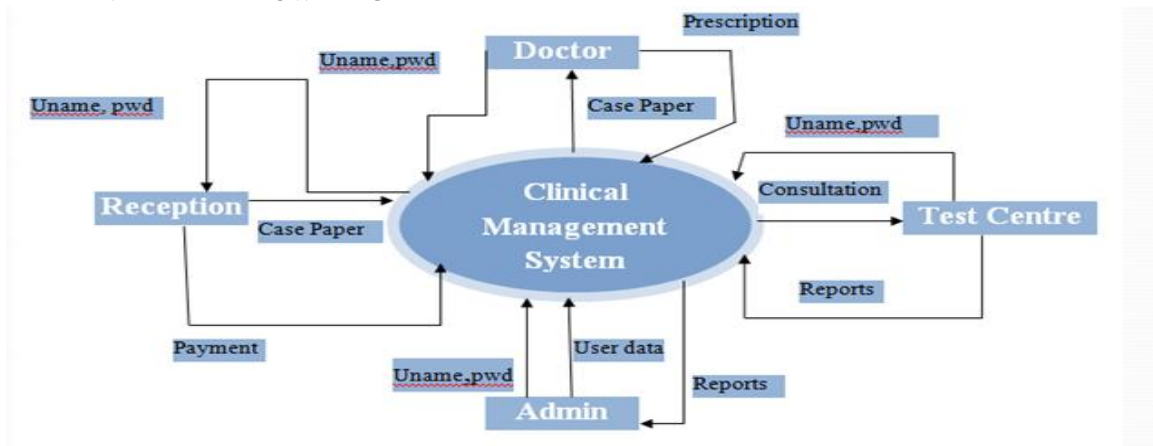 Prescription
Doctor
Uname,pwd
Uname, pwd
Case Paper
Uname,pwd
Clinical
Management
System
Consultation
Reception
Test Centre
Case Paper
Reports
Payment
User data
Uname,pwd
Reports
Admin